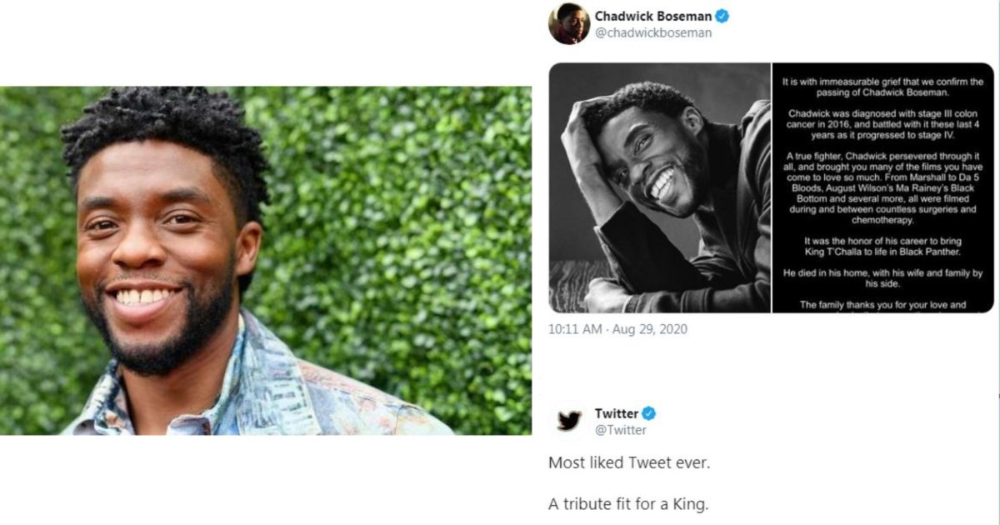 Chadwick Boseman
@chadwickboseman
It is with immeasurable grief that we confirm the
passing of Chadwick Boseman.
Chadwick was diagnosed with stage III colon
cancer in 2016, and battled with it these last 4
years as it progressed to stage IV.
A true fighter, Chadwick persevered through it
all, and brought you many of the films you have
come to love so much. From Marshall to Da 5
Bloods, August Wilson's Ma Rainey's Black
Bottom and several more, all were filmed
during and between countless surgeries and
chemotherapy.
It was the honor of his career to bring
King T'Challa to life in Black Panther.
He died in his home, with his wife and family by
his side.
The family thanks you for your love and
10:11 AM · Aug 29, 2020
Twitter
@Twitter
Most liked Tweet ever.
A tribute fit for a King.